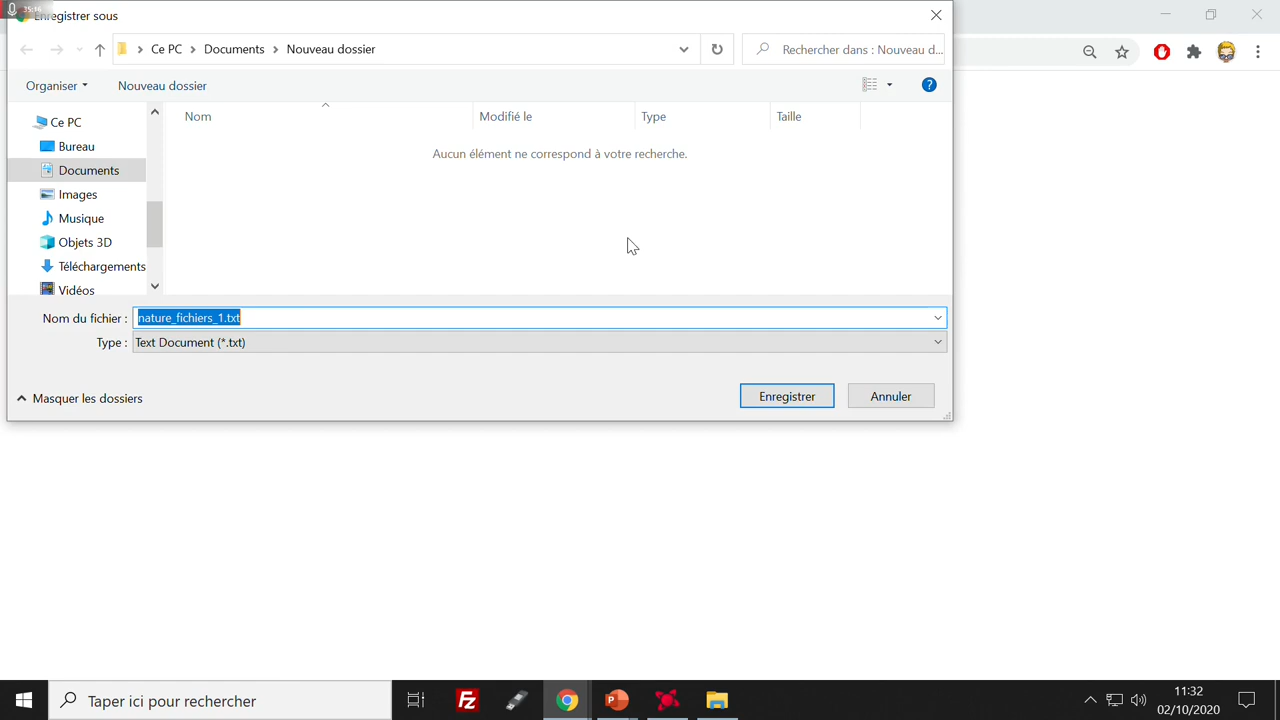 35:16
Enregistrer sous
Ce PC > Documents > Nouveau dossier
Rechercher dans : Nouveau d...
Organiser
Nouveau dossier
?
Nom
Modifié le
Type
Taille
Aucun élément ne correspond à votre recherche.
Ce PC
Bureau
Documents
Images
Musique
Objets 3D
Téléchargements
Vidéos
Nom du fichier : nature_fichiers_1.txt
Type : Text Document (*.txt)
Masquer les dossiers
Enregistrer
Annuler
Taper ici pour rechercher
Fz
P
11:32
02/10/2020